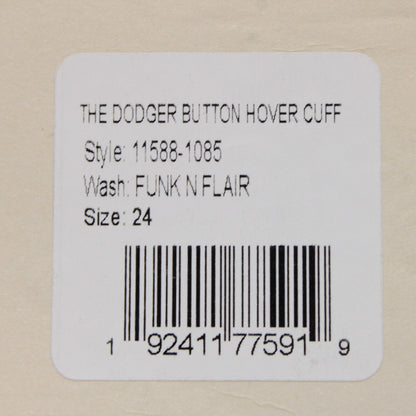 THE DODGER BUTTON HOVER CUFF
Style: 11588-1085
Wash: FUNK N FLAIR
Size: 24
1 92411 77591 9